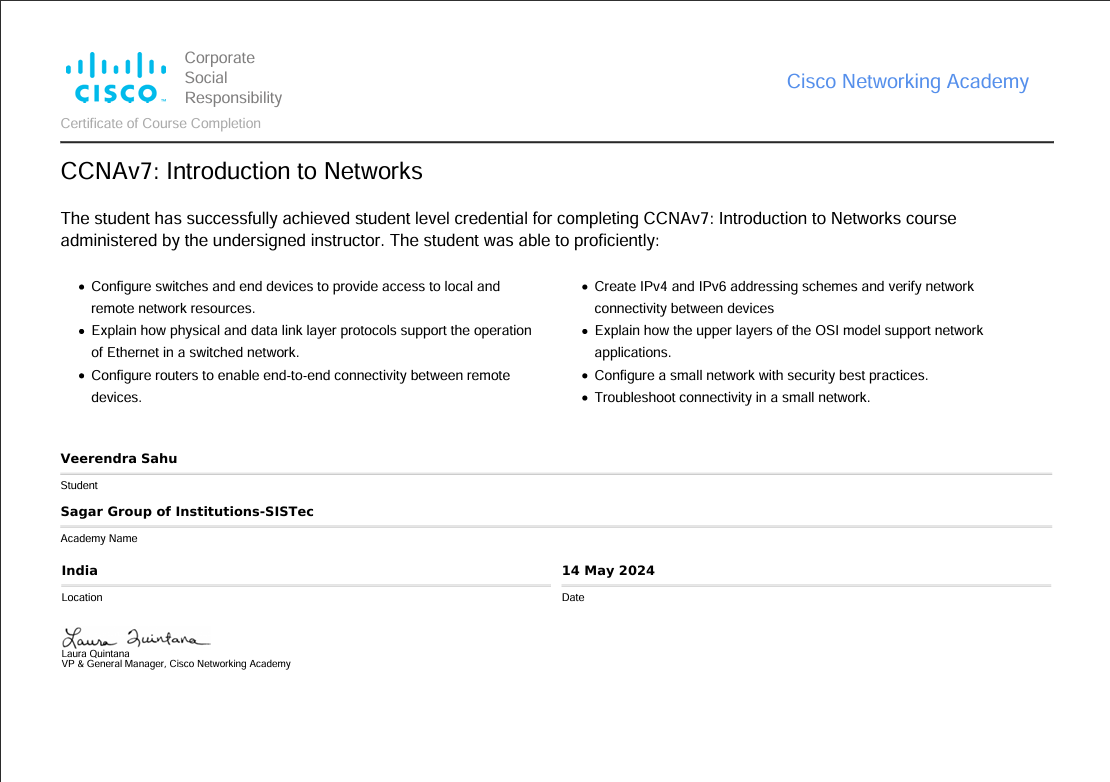 CISCO™
Corporate
Social
Responsibility
Cisco Networking Academy
Certificate of Course Completion
CCNAv7: Introduction to Networks
The student has successfully achieved student level credential for completing CCNAv7: Introduction to Networks course
administered by the undersigned instructor. The student was able to proficiently:
• Configure switches and end devices to provide access to local and
remote network resources.
• Explain how physical and data link layer protocols support the operation
of Ethernet in a switched network.
• Configure routers to enable end-to-end connectivity between remote
devices.
• Create IPv4 and IPv6 addressing schemes and verify network
connectivity between devices
• Explain how the upper layers of the OSI model support network
applications.
• Configure a small network with security best practices.
• Troubleshoot connectivity in a small network.
Veerendra Sahu
Student
Sagar Group of Institutions-SISTec
Academy Name
India
Location
14 May 2024
Date
Laura Quintana
Laura Quintana
VP & General Manager, Cisco Networking Academy